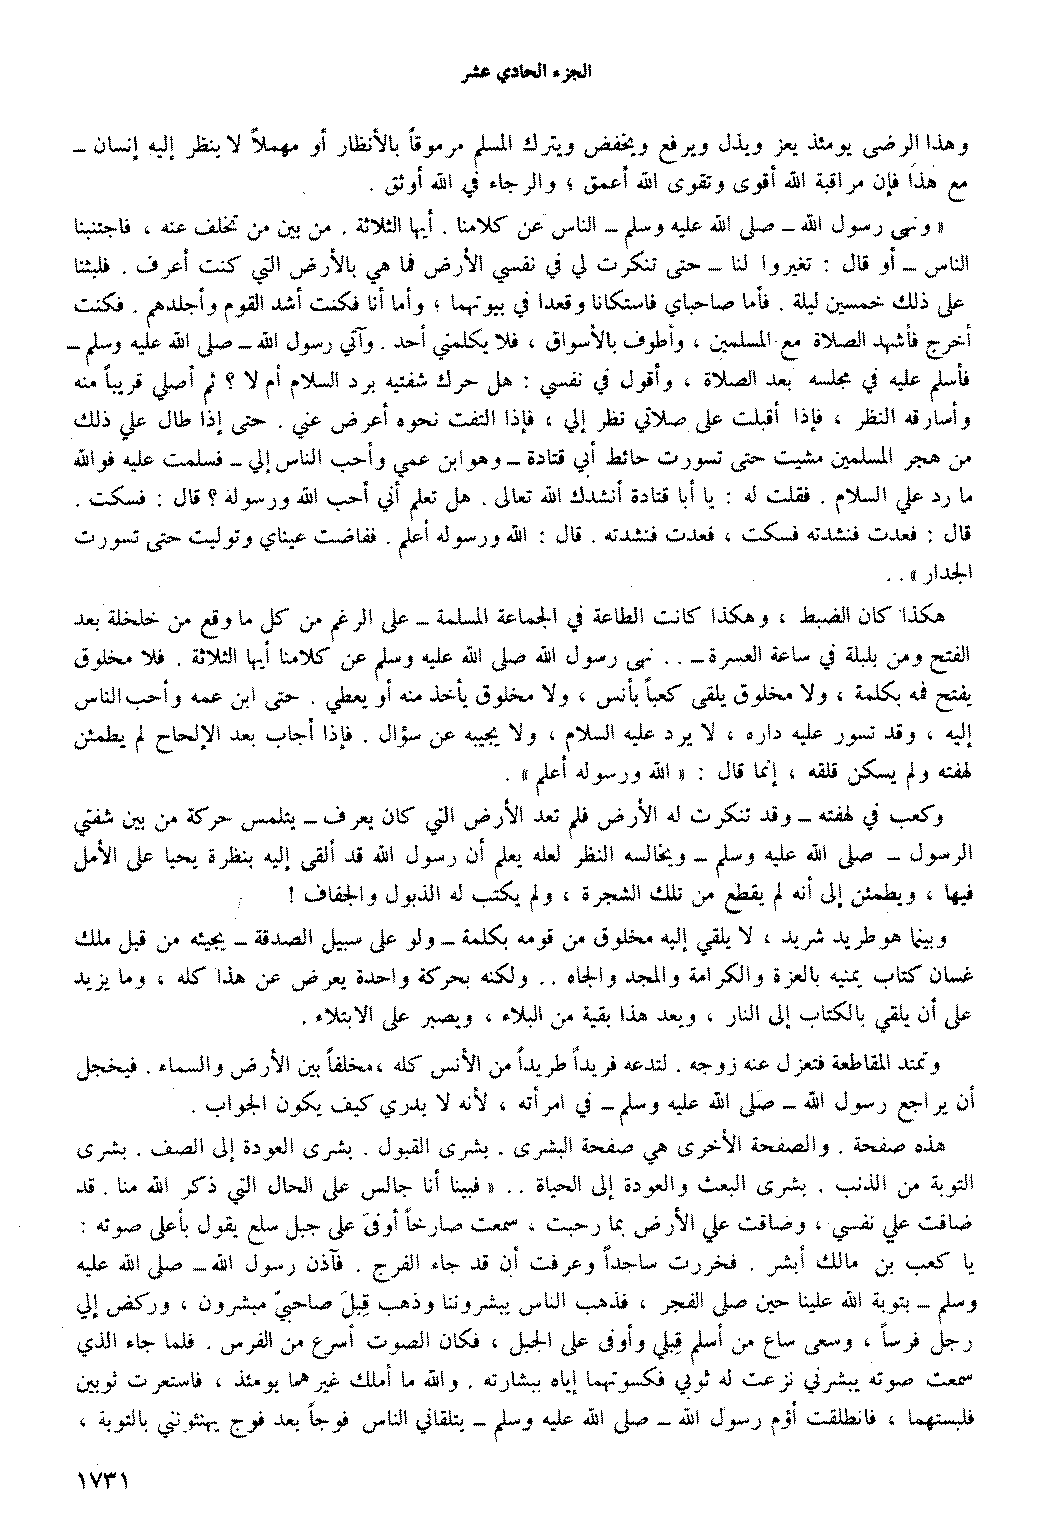 الجزء الحادي عشر
وهذا الرضى يومئذ يعز ويذل ويرفع ويخفض ويترك المسلم مرموقاً بالأنظار أو مهملاً لا ينظر إليه إنسان –
مع هذا فإن مراقبة الله أقوى وتقوى الله أعمق ؛ والرجاء في الله أوثق .
« ونهى رسول الله – صلى الله عليه وسلم – الناس عن كلامنا . أيها الثلاثة . من بين من تخلف عنه ، فاجتنبنا
الناس – أو قال : تغيروا لنا – حتى تنكرت لي في نفسي الأرض فما هي بالأرض التي كنت أعرف . فلبثنا
على ذلك خمسين ليلة . فأما صاحباي فاستكانا وقعدا في بيوتهما ؛ وأما أنا فكنت أشد القوم وأجلدهم . فكنت
أخرج فأشهد الصلاة مع المسلمين ، وأطوف بالأسواق ، فلا يكلمني أحد . وآتي رسول الله – صلى الله عليه وسلم –
فأسلم عليه في مجلسه بعد الصلاة ، وأقول في نفسي : هل حرك شفتيه برد السلام أم لا ؟ ثم أصلي قريباً منه
وأسارقه النظر ، فإذا أقبلت على صلاتي نظر إلي ، فإذا التفت نحوه أعرض عني . حتى إذا طال علي ذلك
من هجر المسلمين مشيت حتى تسورت حائط أبي قتادة – وهو ابن عمي وأحب الناس إلي – فسلمت عليه فوالله
ما رد علي السلام . فقلت له : يا أبا قتادة أنشدك الله تعالى . هل تعلم أني أحب الله ورسوله ؟ قال : فسكت .
قال : فعدت فنشدته فسكت ، فعدت فنشدته . قال : الله ورسوله أعلم . ففاضت عيناي وتوليت حتى تسورت
الجدار » . .
هكذا كان الضبط ، وهكذا كانت الطاعة في الجماعة المسلمة – على الرغم من كل ما وقع من خلخلة بعد
الفتح ومن بلبلة في ساعة العسرة – . . نهى رسول الله صلى الله عليه وسلم عن كلامنا أيها الثلاثة . فلا مخلوق
يفتح فمه بكلمة ، ولا مخلوق يلقى كعباً بأنس ، ولا مخلوق يأخذ منه أو يعطي . حتى ابن عمه وأحب الناس
إليه ، وقد تسور عليه داره ، لا يرد عليه السلام ، ولا يجيبه عن سؤال . فإذا أجاب بعد الإلحاح لم يطمئن
لهفته ولم يسكن قلقه ، إنما قال : « الله ورسوله أعلم » .
وكعب في لهفته – وقد تنكرت له الأرض فلم تعد الأرض التي كان يعرف – يتلمس حركة من بين شفتي
الرسول – صلى الله عليه وسلم – ويخالسه النظر لعله يعلم أن رسول الله قد ألقى إليه بنظرة يحيا على الأمل
فيها ، ويطمئن إلى أنه لم يقطع من تلك الشجرة ، ولم يكتب له الذبول والجفاف !
وبينما هو طريد شريد ، لا يلقي إليه مخلوق من قومه بكلمة – ولو على سبيل الصدقة – يجيئه من قبل ملك
غسان كتاب يمنيه بالعزة والكرامة والمجد والجاه . . ولكنه بحركة واحدة يعرض عن هذا كله ، وما يزيد
على أن يلقي بالكتاب إلى النار ، ويعد هذا بقية من البلاء ، ويصبر على الابتلاء .
وتمتد المقاطعة فتعزل عنه زوجه . لتدعه فريداً طريداً من الأنس كله ، مخلفاً بين الأرض والسماء . فيخجل
أن يراجع رسول الله – صلى الله عليه وسلم – في امرأته ، لأنه لا يدري كيف يكون الجواب .
هذه صفحة . والصفحة الأخرى هي صفحة البشرى . بشرى القبول . بشرى العودة إلى الصف . بشرى
التوبة من الذنب . بشرى البعث والعودة إلى الحياة . . « فبينا أنا جالس على الحال التي ذكر الله منا . قد
ضاقت علي نفسي ، وضاقت علي الأرض بما رحبت ، سمعت صارخاً أوفى على جبل سلع يقول بأعلى صوته :
يا كعب بن مالك أبشر . فخررت ساجداً وعرفت أن قد جاء الفرج . فآذن رسول الله – صلى الله عليه
وسلم – بتوبة الله علينا حين صلى الفجر ، فذهب الناس يبشروننا وذهب قِبلَ صاحبيّ مبشرون ، وركض إلي
رجل فرساً ، وسعى ساع من أسلم قِبلي وأوفى على الجبل ، فكان الصوت أسرع من الفرس . فلما جاء الذي
سمعت صوته يبشرني نزعت له ثوبي فكسوتهما إياه ببشارته . والله ما أملك غيرهما يومئذ ، فاستعرت ثوبين
فلبستهما ، فانطلقت أؤم رسول الله – صلى الله عليه وسلم – يتلقاني الناس فوجاً بعد فوج يهنئونني بالتوبة ،
١٧٣١